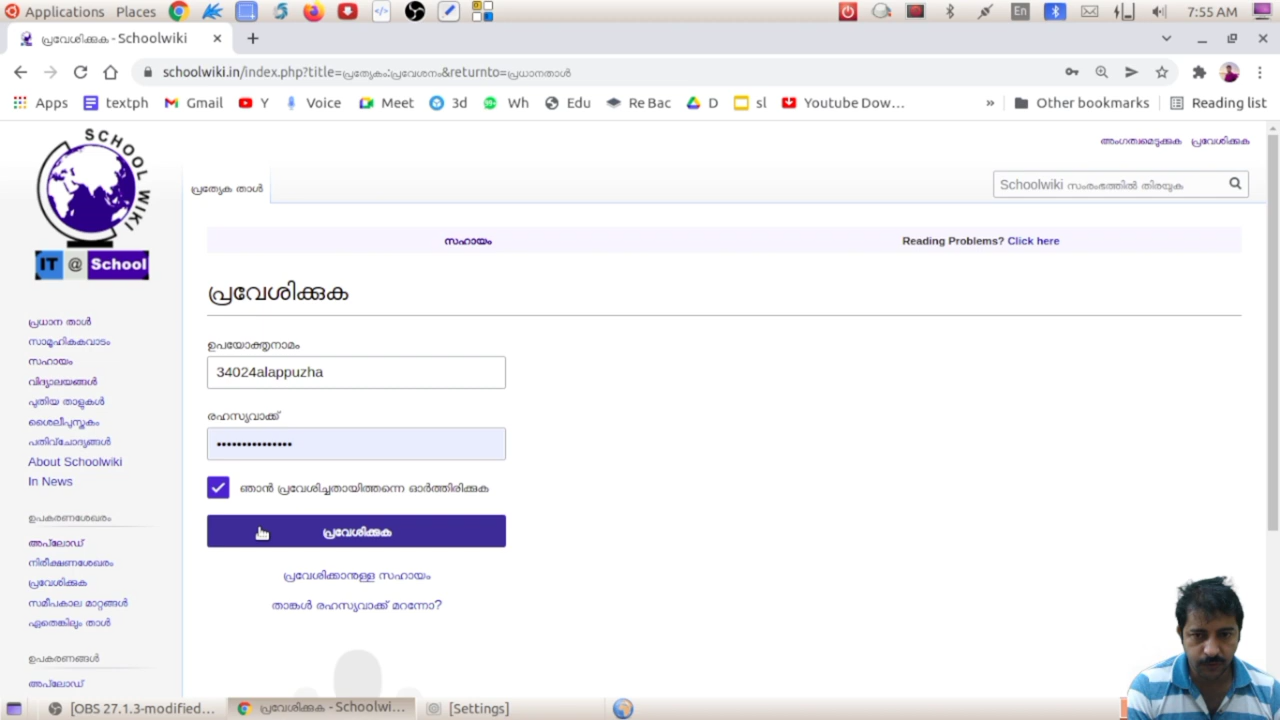 Applications Places En 7:55 AM
പ്രവേശിക്കുക - Schoolwiki
schoolwiki.in/index.php?title=പ്രത്യേകം:പ്രവേശനം&returnto=പ്രധാനതാൾ
Apps textph Gmail Y Voice Meet 3d Wh Edu Re Bac D sl Youtube Dow… » Other bookmarks Reading list
SCHOOL WIKI
IT @ School
അംഗത്വമെടുക്കുക പ്രവേശിക്കുക
പ്രത്യേക താൾ
Schoolwiki സംരംഭത്തിൽ തിരയുക
സഹായം Reading Problems? Click here
പ്രവേശിക്കുക
ഉപയോക്തൃനാമം
34024alappuzha
രഹസ്യവാക്ക്
•••••••••••••••
ഞാൻ പ്രവേശിച്ചതായിത്തന്നെ ഓർത്തിരിക്കുക
പ്രവേശിക്കുക
പ്രവേശിക്കാനുള്ള സഹായം
താങ്കൾ രഹസ്യവാക്ക് മറന്നോ?
പ്രധാന താൾ
സാമൂഹികകവാടം
സഹായം
വിദ്യാലയങ്ങൾ
പുതിയ താളുകൾ
ശൈലീപുസ്തകം
പതിവ്ചോദ്യങ്ങൾ
About Schoolwiki
In News
ഉപകരണശേഖരം
അപ്‌ലോഡ്
നിരീക്ഷണശേഖരം
പ്രവേശിക്കുക
സമീപകാല മാറ്റങ്ങൾ
ഏതെങ്കിലും താൾ
ഉപകരണങ്ങൾ
അപ്‌ലോഡ്
[OBS 27.1.3-modified... പ്രവേശിക്കുക - Schoolwi... [Settings]